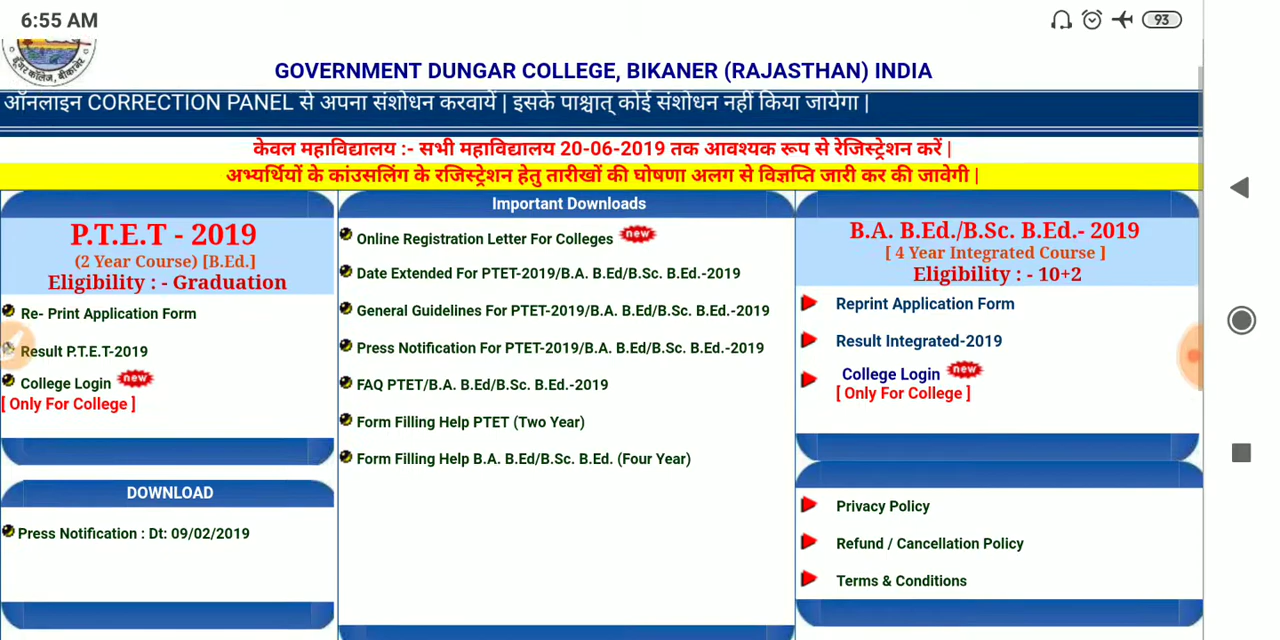 6:55 AM
93
डूँगर कॉलेज, बीकानेर
GOVERNMENT DUNGAR COLLEGE, BIKANER (RAJASTHAN) INDIA
ऑनलाइन CORRECTION PANEL से अपना संशोधन करवायें | इसके पाश्चात् कोई संशोधन नहीं किया जायेगा |
केवल महाविद्यालय :- सभी महाविद्यालय 20-06-2019 तक आवश्यक रूप से रेजिस्ट्रेशन करें |
अभ्यर्थियों के कांउसलिंग के रजिस्ट्रेशन हेतु तारीखों की घोषणा अलग से विज्ञप्ति जारी कर की जावेगी |
P.T.E.T - 2019
(2 Year Course) [B.Ed.]
Eligibility : - Graduation
Re- Print Application Form
Result P.T.E.T-2019
College Login new
[ Only For College ]
DOWNLOAD
Press Notification : Dt: 09/02/2019
Important Downloads
Online Registration Letter For Colleges new
Date Extended For PTET-2019/B.A. B.Ed/B.Sc. B.Ed.-2019
General Guidelines For PTET-2019/B.A. B.Ed/B.Sc. B.Ed.-2019
Press Notification For PTET-2019/B.A. B.Ed/B.Sc. B.Ed.-2019
FAQ PTET/B.A. B.Ed/B.Sc. B.Ed.-2019
Form Filling Help PTET (Two Year)
Form Filling Help B.A. B.Ed/B.Sc. B.Ed. (Four Year)
B.A. B.Ed./B.Sc. B.Ed.- 2019
[ 4 Year Integrated Course ]
Eligibility : - 10+2
Reprint Application Form
Result Integrated-2019
College Login new
[ Only For College ]
Privacy Policy
Refund / Cancellation Policy
Terms & Conditions